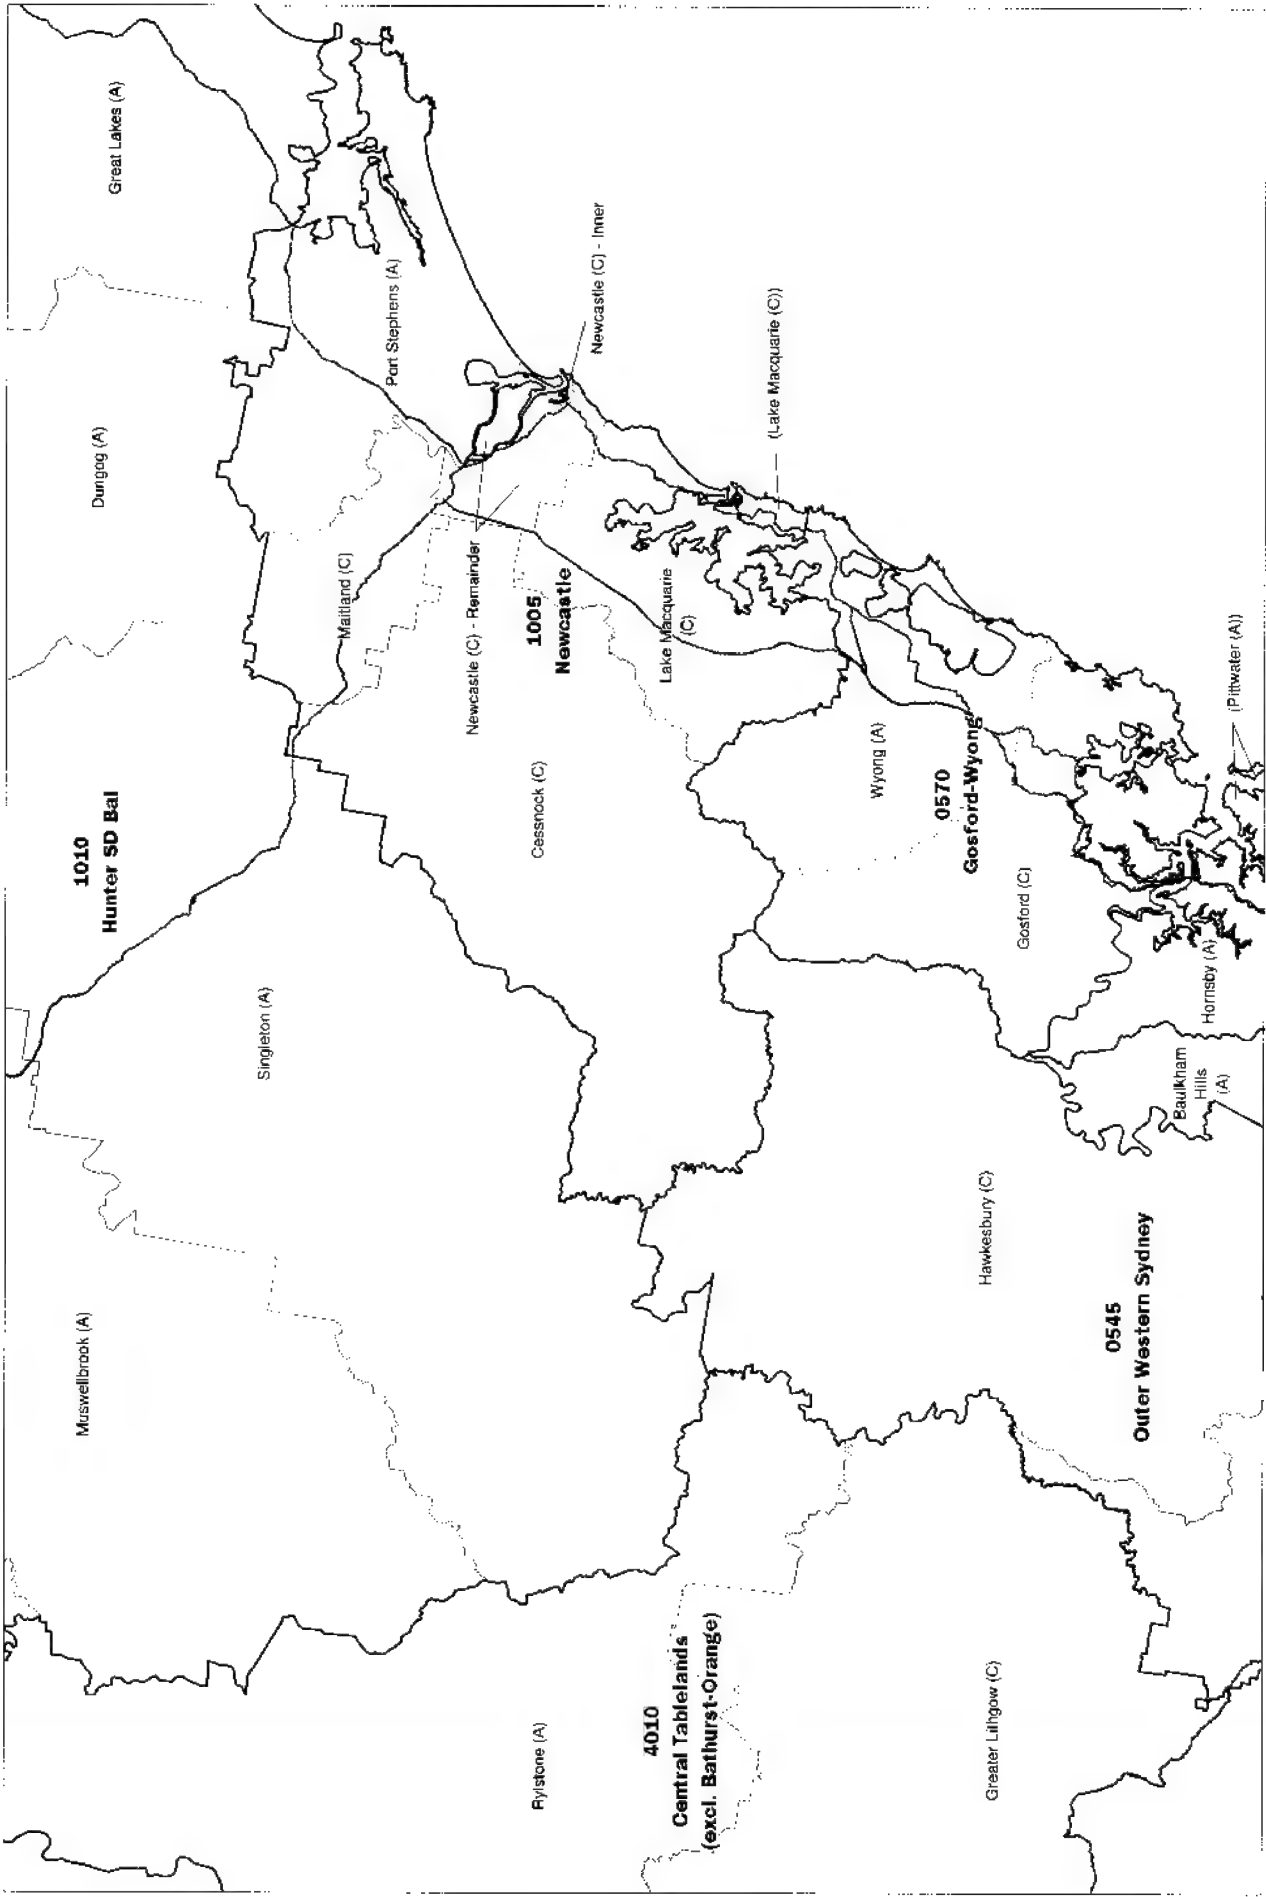 Great Lakes (A)
Dungog (A)
1010
Hunter SD Bal
Muswellbrook (A)
Port Stephens (A)
Maitland (C)
Singleton (A)
Newcastle (C) - Inner
Newcastle (C) - Remainder
1005
Newcastle
Cessnock (C)
Rylstone (A)
(Lake Macquarie (C))
Lake Macquarie
(C)
4010
Central Tablelands
(excl. Bathurst-Orange)
Wyong (A)
0570
Gosford-Wyong
Gosford (C)
Hawkesbury (C)
Greater Lithgow (C)
(Pittwater (A))
Hornsby (A)
Baulkham
Hills
(A)
0545
Outer Western Sydney